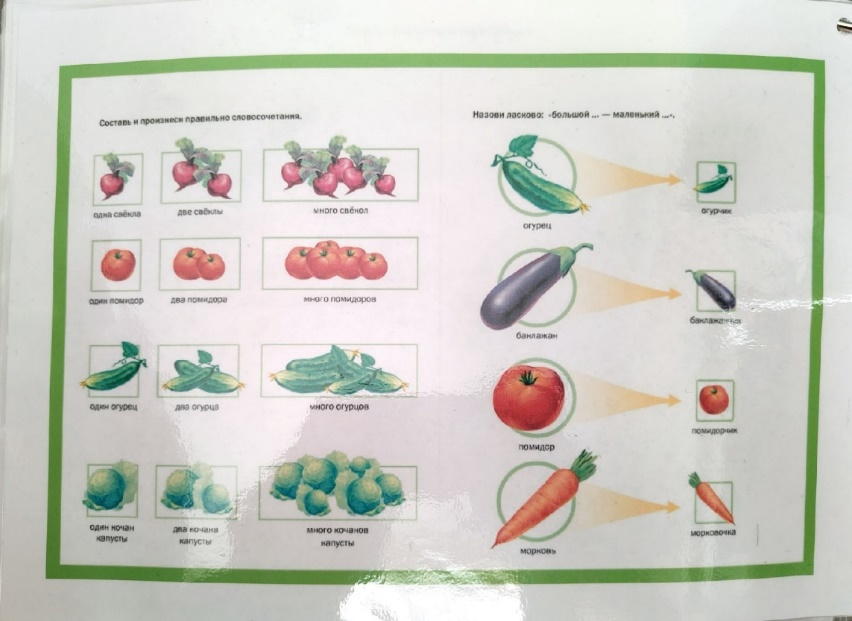 Составь и произнеси правильно словосочетания.
одна свёкла
две свёклы
много свёкол
один помидор
два помидора
много помидоров
один огурец
два огурца
много огурцов
один кочан
капусты
два кочана
капусты
много кочанов
капусты
Назови ласково: «большой ... — маленький ...».
огурец
огурчик
баклажан
баклажанчик
помидор
помидорчик
морковь
морковочка